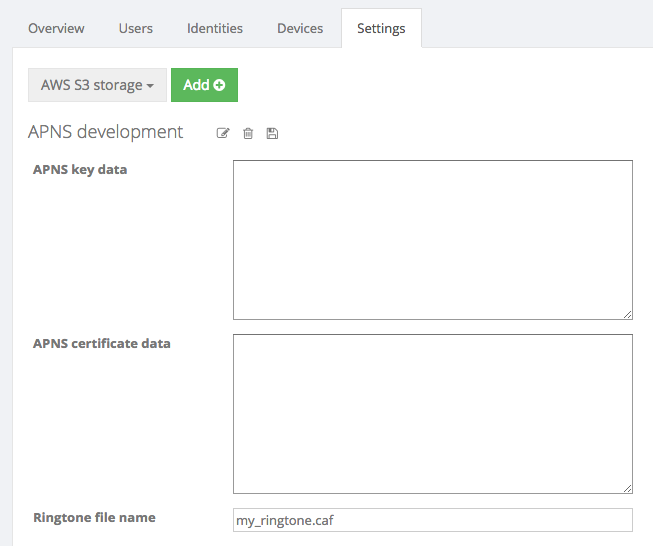 Overview Users Identities Devices Settings
AWS S3 storage Add
APNS development
APNS key data
APNS certificate data
Ringtone file name my_ringtone.caf